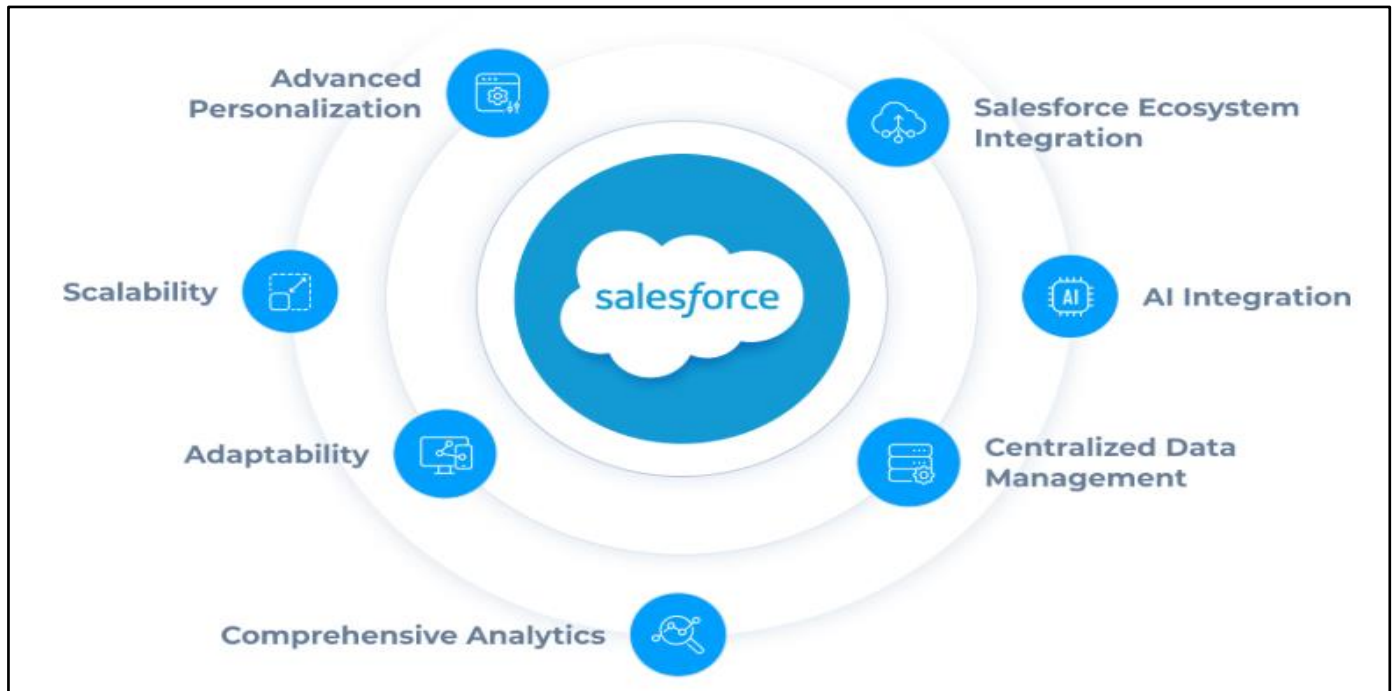 Advanced
Personalization
Salesforce Ecosystem
Integration
salesforce
Scalability
AI
AI Integration
Adaptability
Centralized Data
Management
Comprehensive Analytics